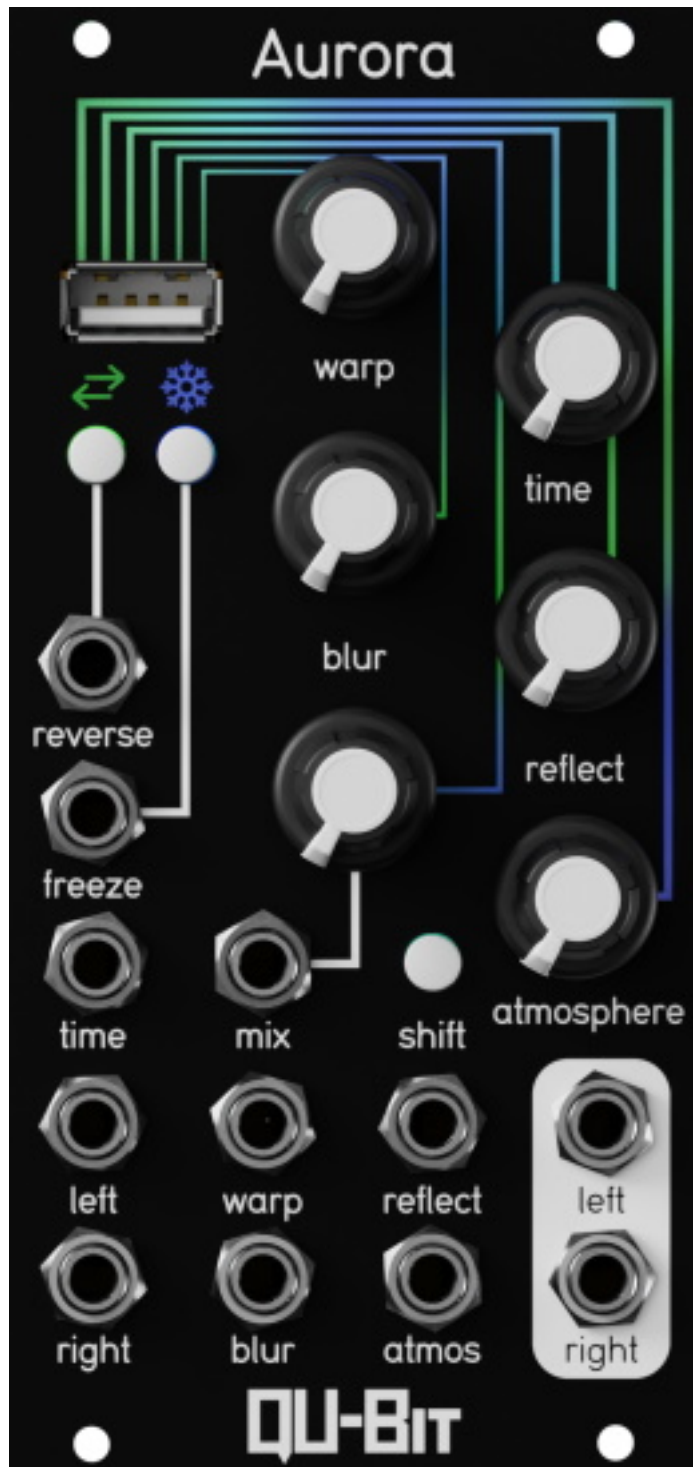 Aurora
warp
time
blur
reverse
reflect
freeze
atmosphere
time
mix
shift
left
warp
reflect
left
right
blur
atmos
right
QU-BIT